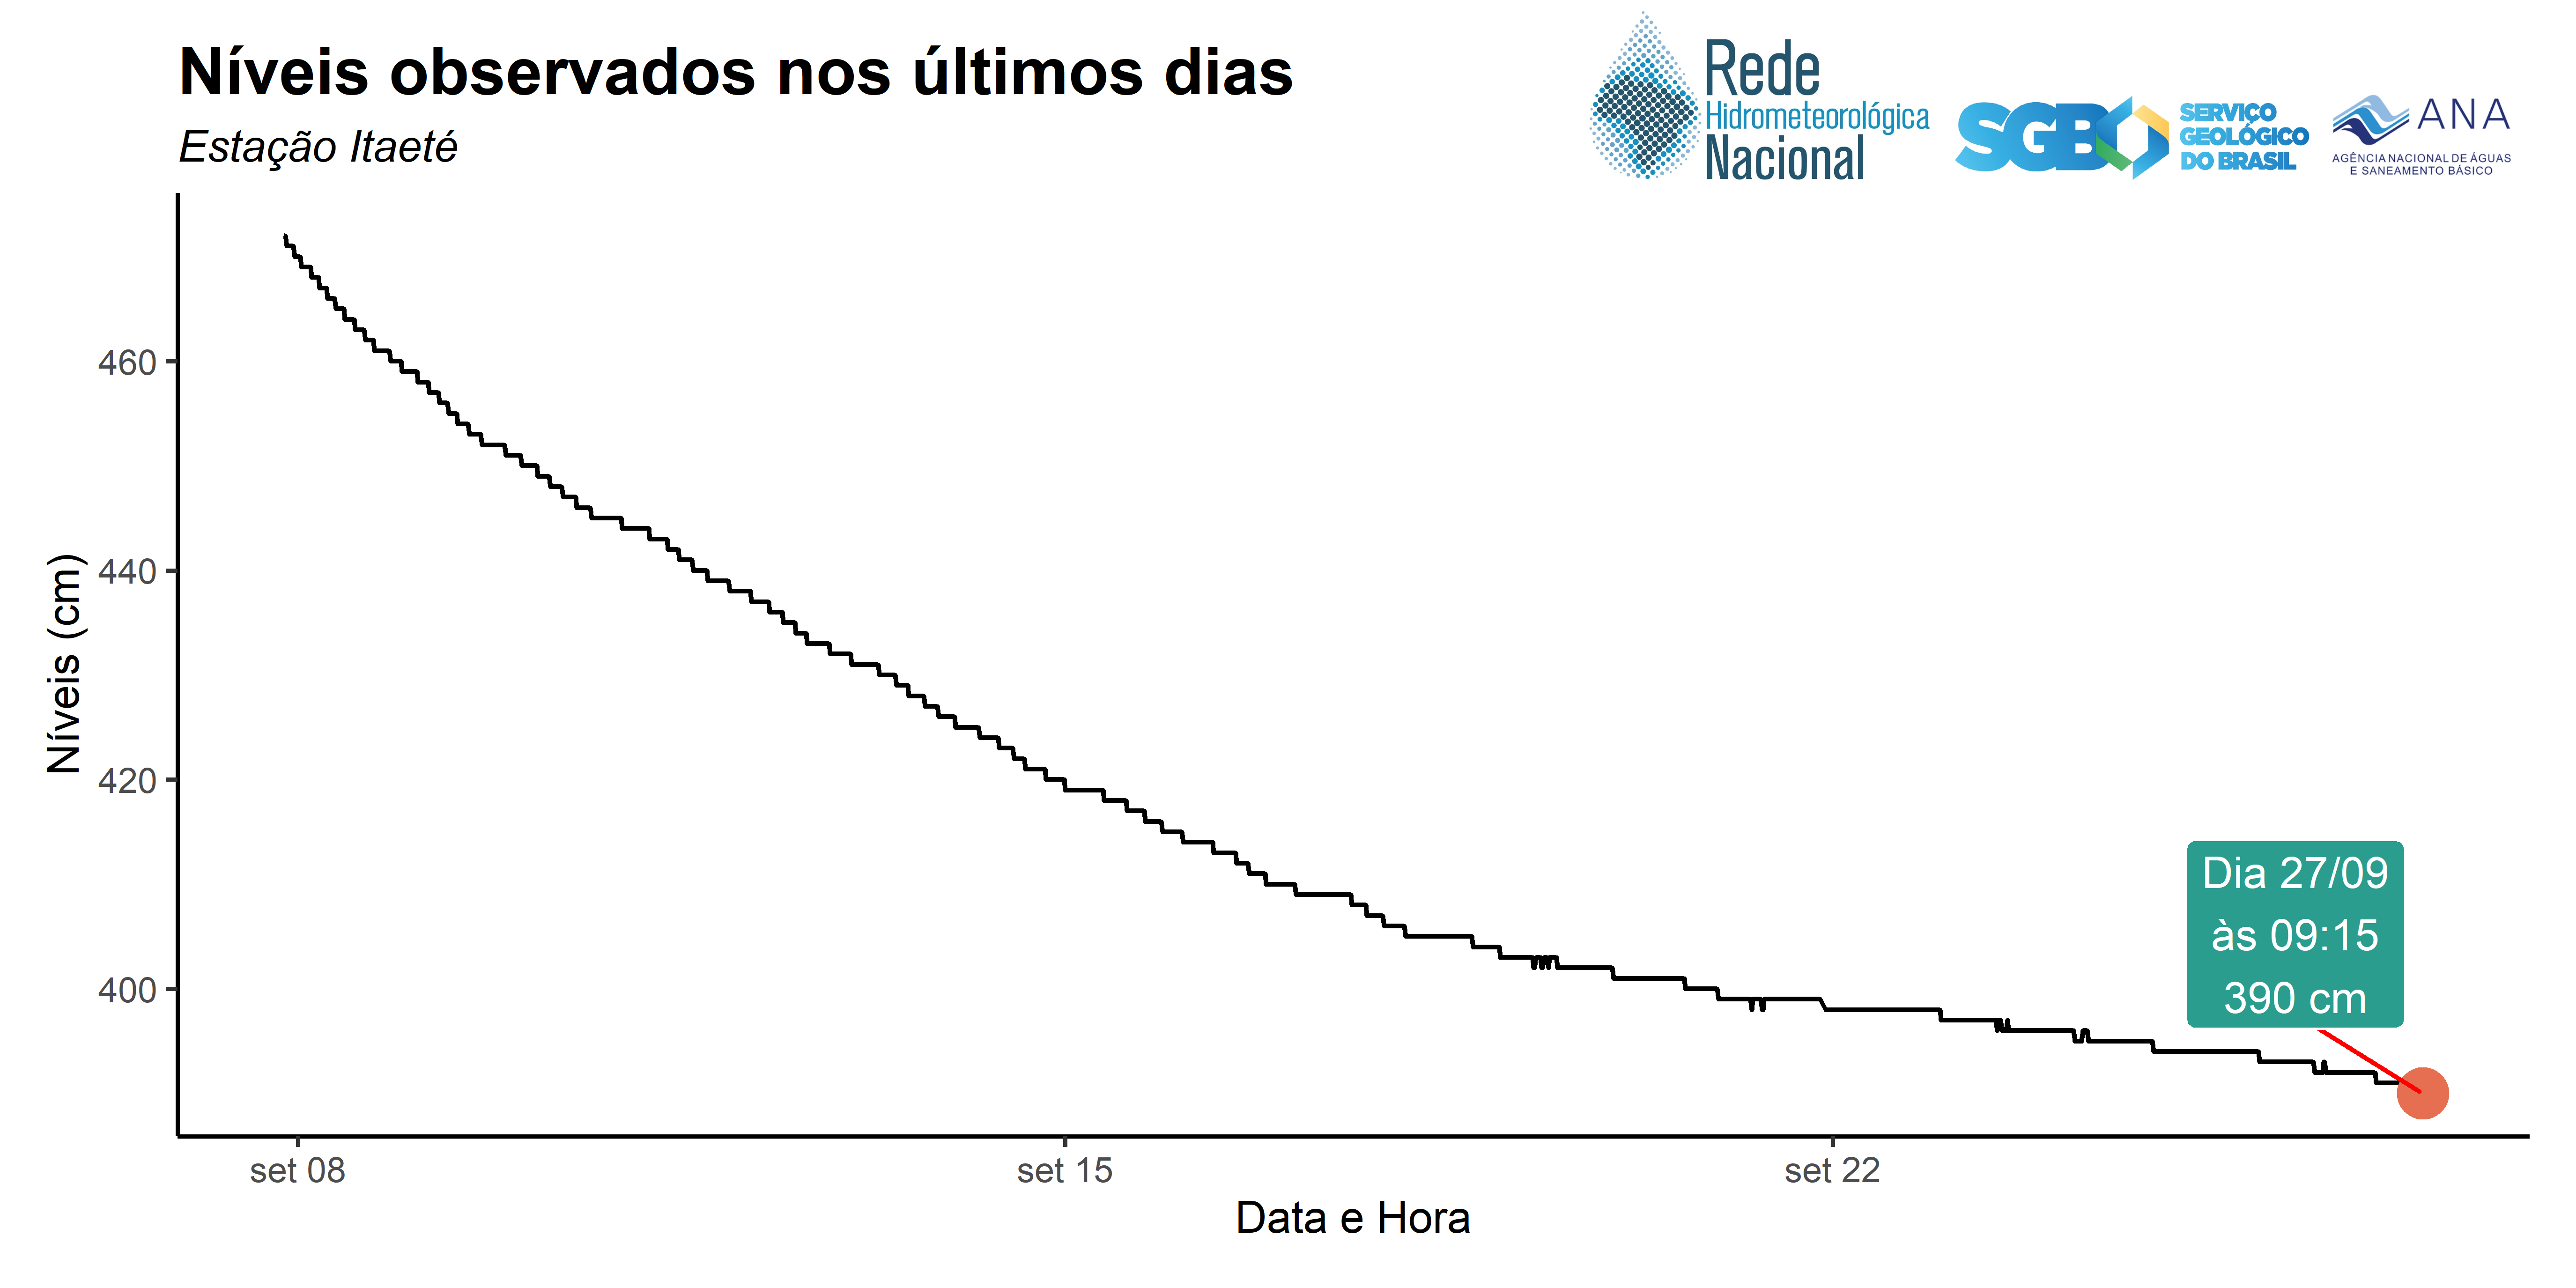 Níveis observados nos últimos dias
Estação Itaeté
Rede
Hidrometeorológica
Nacional
SGB
SERVIÇO
GEOLÓGICO
DO BRASIL
ANA
AGÊNCIA NACIONAL DE ÁGUAS
E SANEAMENTO BÁSICO
Níveis (cm)
460
440
420
400
Dia 27/09
às 09:15
390 cm
set 08
set 15
set 22
Data e Hora